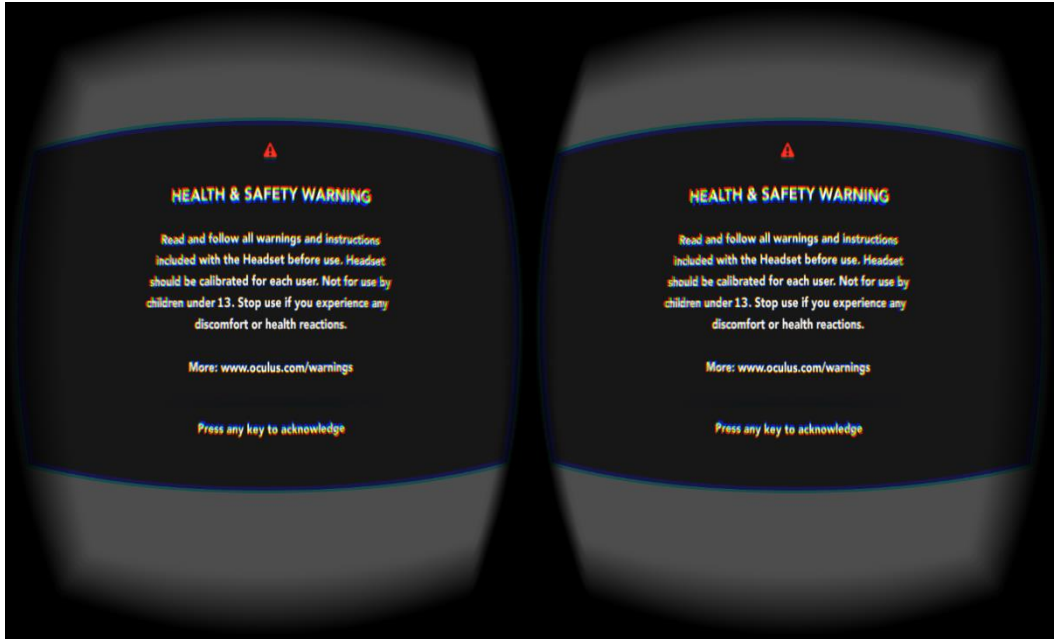 HEALTH & SAFETY WARNING
Read and follow all warnings and instructions
included with the Headset before use. Headset
should be calibrated for each user. Not for use by
children under 13. Stop use if you experience any
discomfort or health reactions.
More: www.oculus.com/warnings
Press any key to acknowledge
HEALTH & SAFETY WARNING
Read and follow all warnings and instructions
included with the Headset before use. Headset
should be calibrated for each user. Not for use by
children under 13. Stop use if you experience any
discomfort or health reactions.
More: www.oculus.com/warnings
Press any key to acknowledge